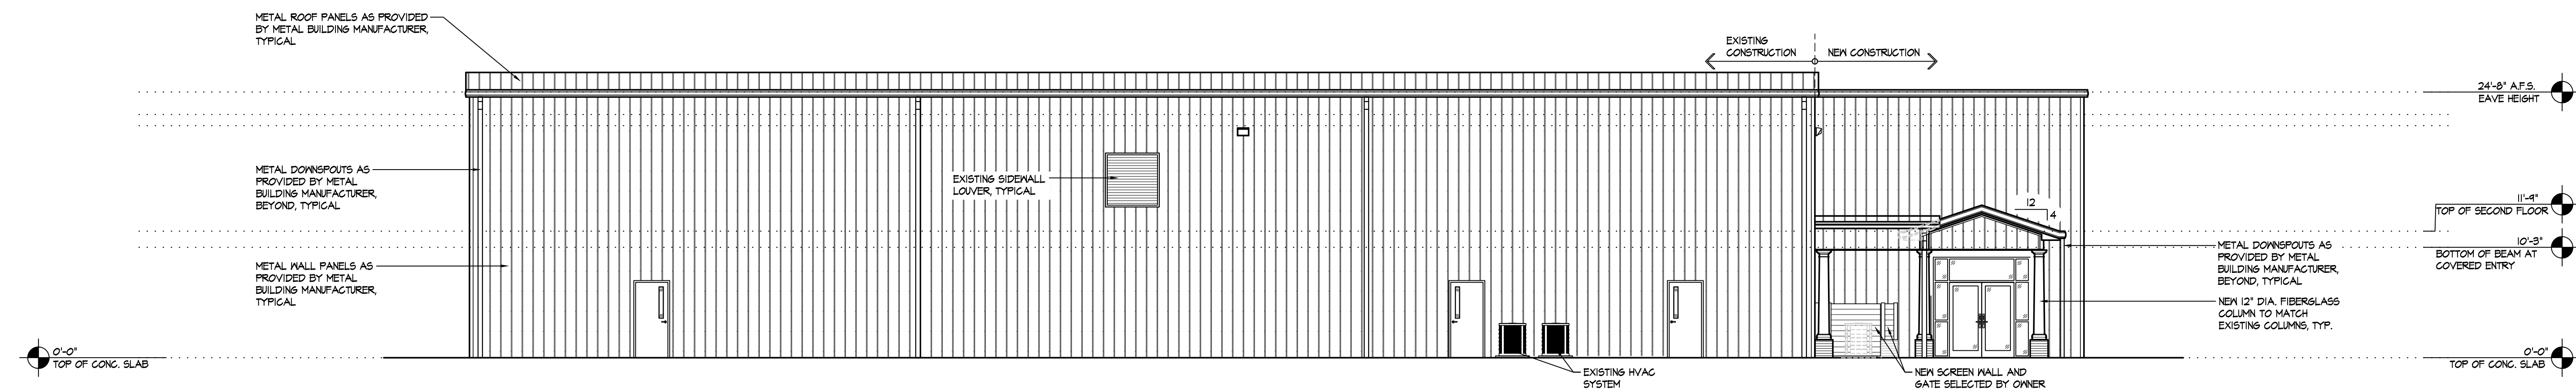 METAL ROOF PANELS AS PROVIDED
BY METAL BUILDING MANUFACTURER,
TYPICAL
EXISTING
CONSTRUCTION
NEW CONSTRUCTION
24'-8" A.F.S.
EAVE HEIGHT
METAL DOWNSPOUTS AS
PROVIDED BY METAL
BUILDING MANUFACTURER,
BEYOND, TYPICAL
EXISTING SIDEWALL
LOUVER, TYPICAL
12
4
11'-9"
TOP OF SECOND FLOOR
10'-3"
BOTTOM OF BEAM AT
COVERED ENTRY
METAL WALL PANELS AS
PROVIDED BY METAL
BUILDING MANUFACTURER,
TYPICAL
METAL DOWNSPOUTS AS
PROVIDED BY METAL
BUILDING MANUFACTURER,
BEYOND, TYPICAL
NEW 12" DIA. FIBERGLASS
COLUMN TO MATCH
EXISTING COLUMNS, TYP.
0'-0"
TOP OF CONC. SLAB
EXISTING HVAC
SYSTEM
NEW SCREEN WALL AND
GATE SELECTED BY OWNER
0'-0"
TOP OF CONC. SLAB